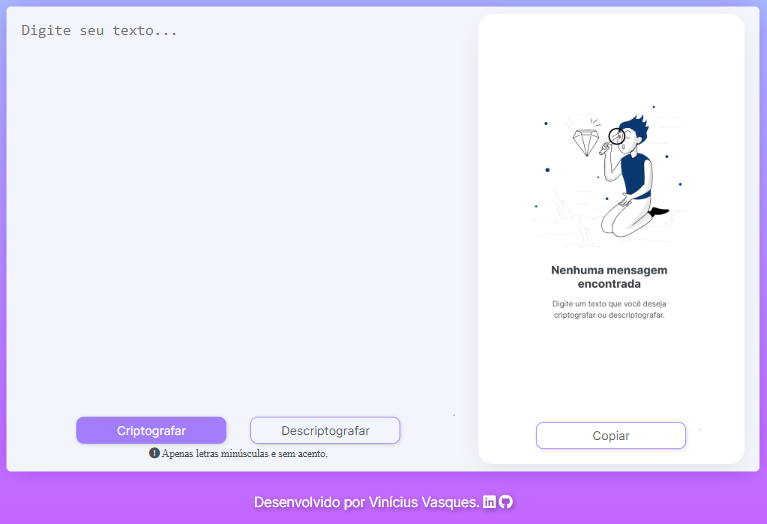 Digite seu texto...
Nenhuma mensagem
encontrada
Digite um texto que você deseja
criptografar ou descriptografar.
Criptografar
Descriptografar
Copiar
Apenas letras minúsculas e sem acento.
Desenvolvido por Vinícius Vasques.